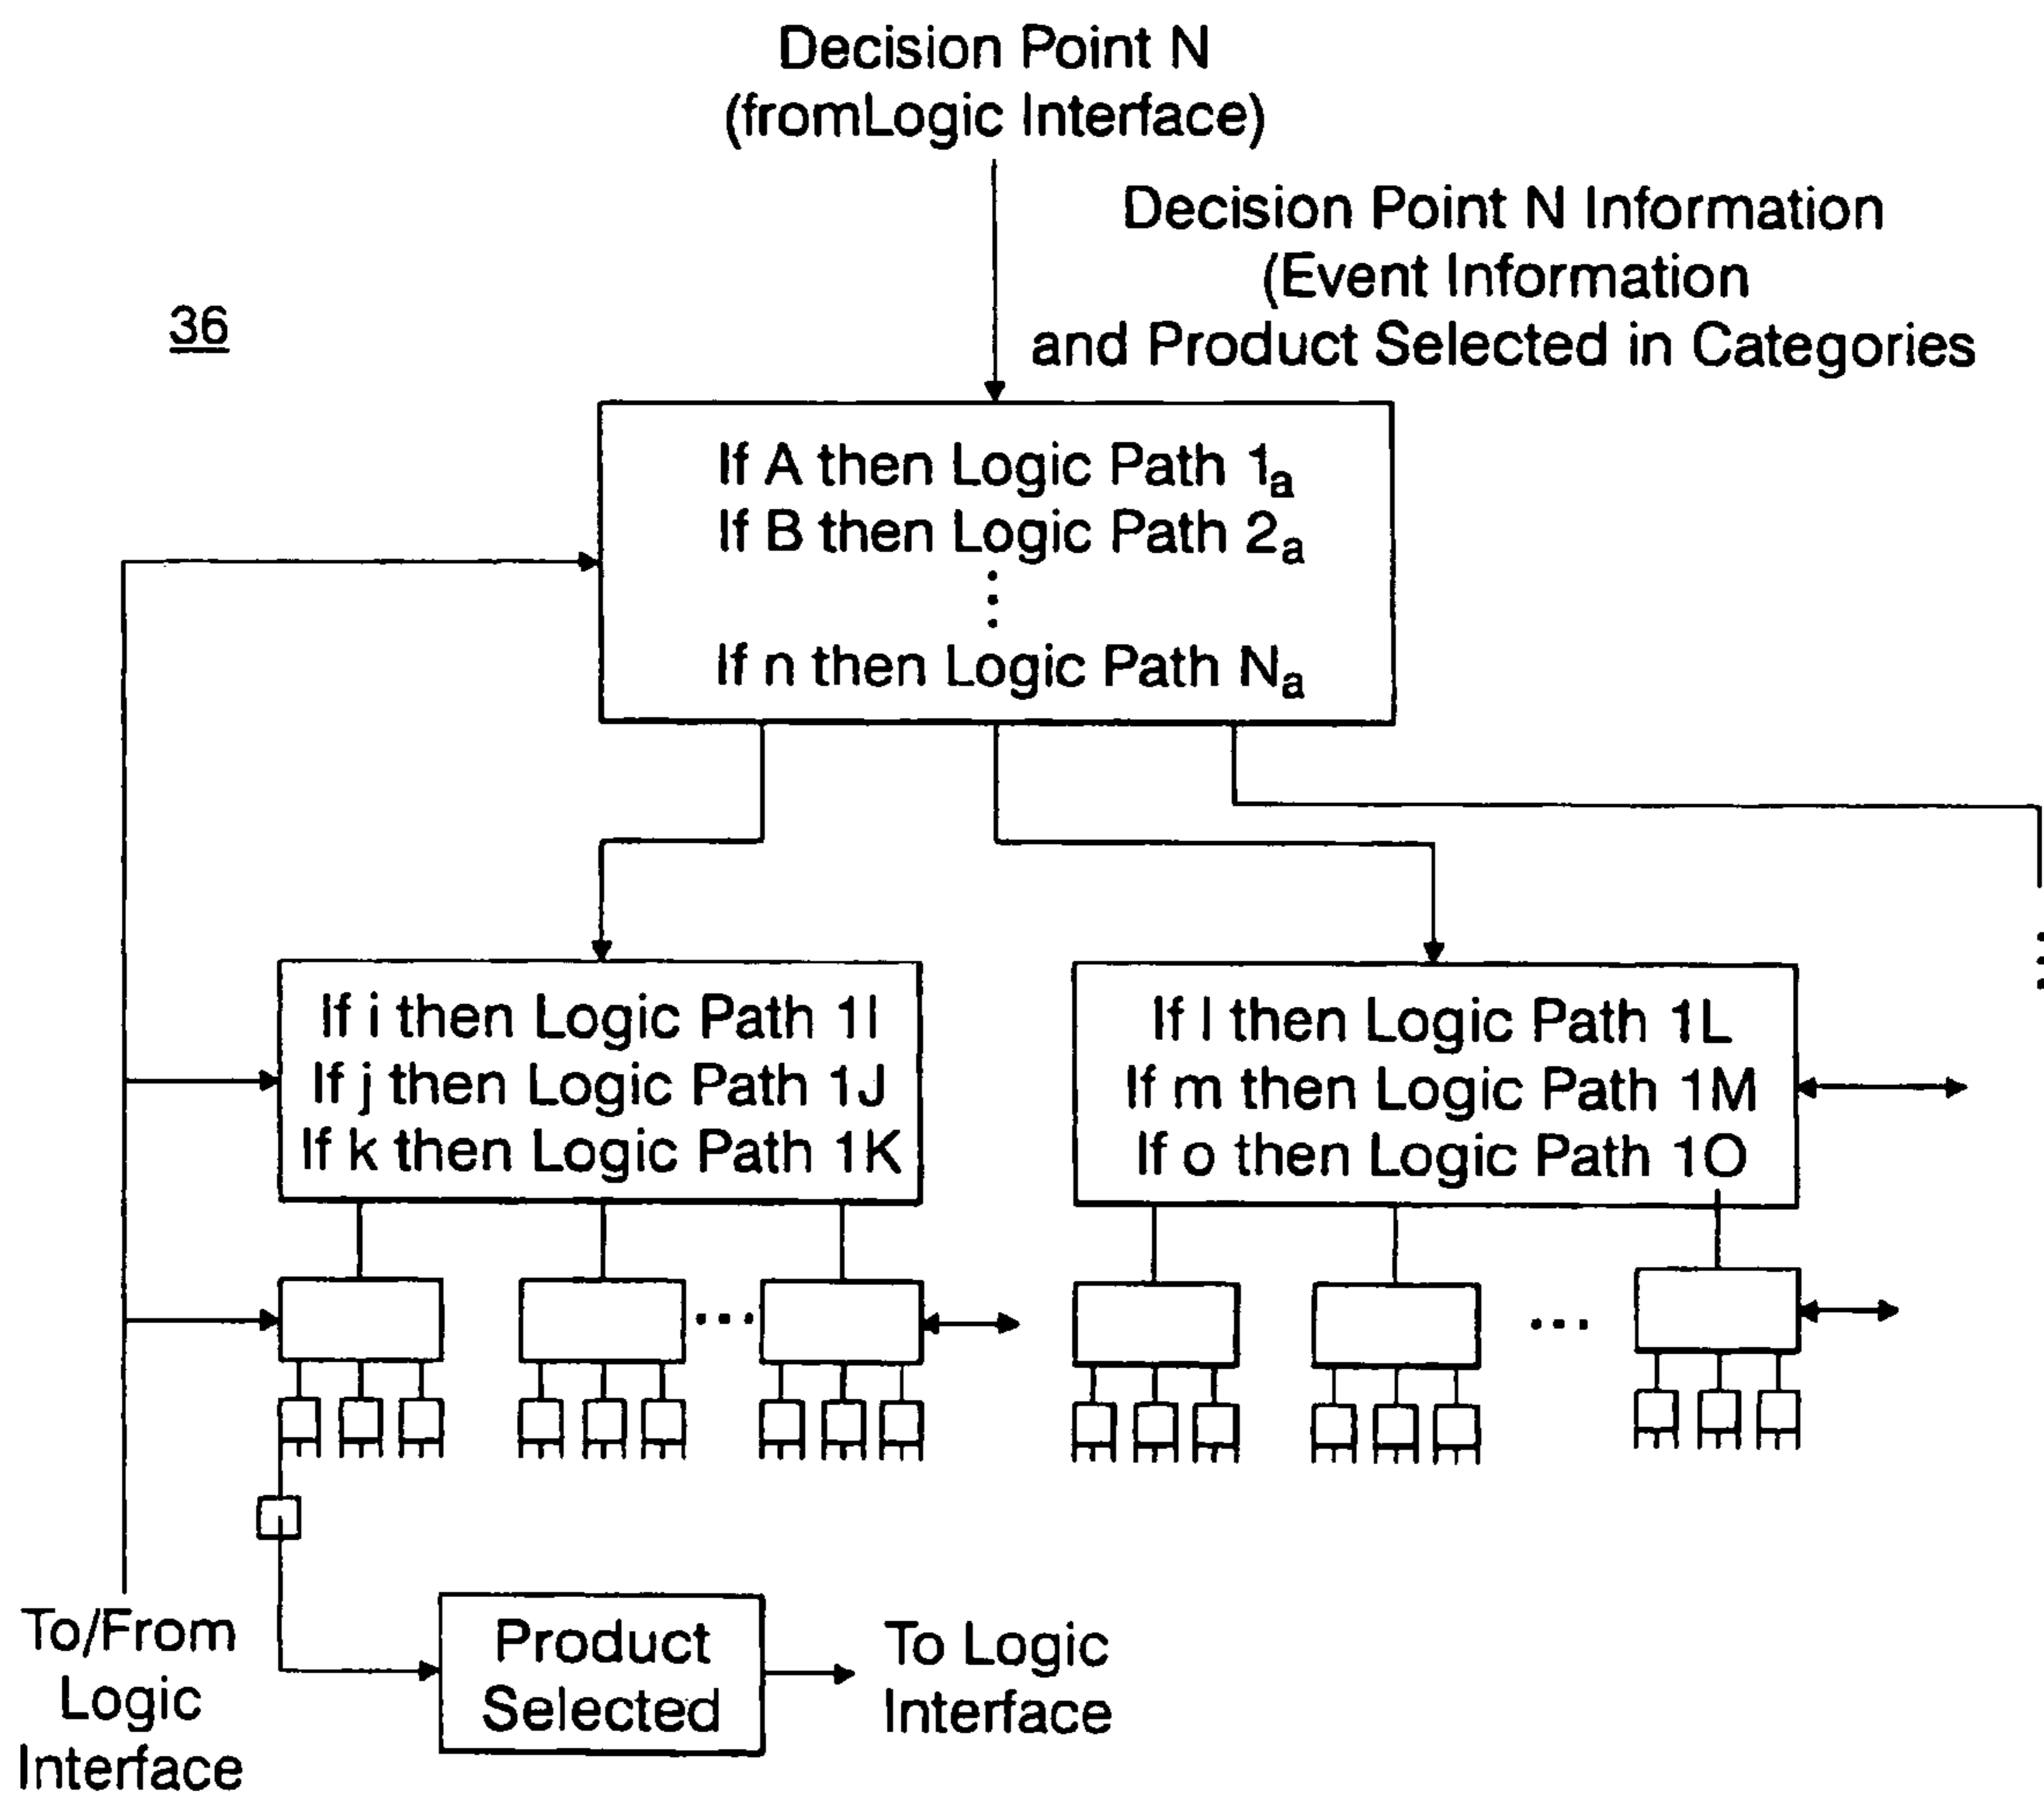 Decision Point N
(fromLogic Interface)
Decision Point N Information
(Event Information
and Product Selected in Categories
36
If A then Logic Path 1a
If B then Logic Path 2a
If n then Logic Path Na
If i then Logic Path 1I
If j then Logic Path 1J
If k then Logic Path 1K
If l then Logic Path 1L
If m then Logic Path 1M
If o then Logic Path 1O
To/From
Logic
Interface
Product
Selected
To Logic
Interface